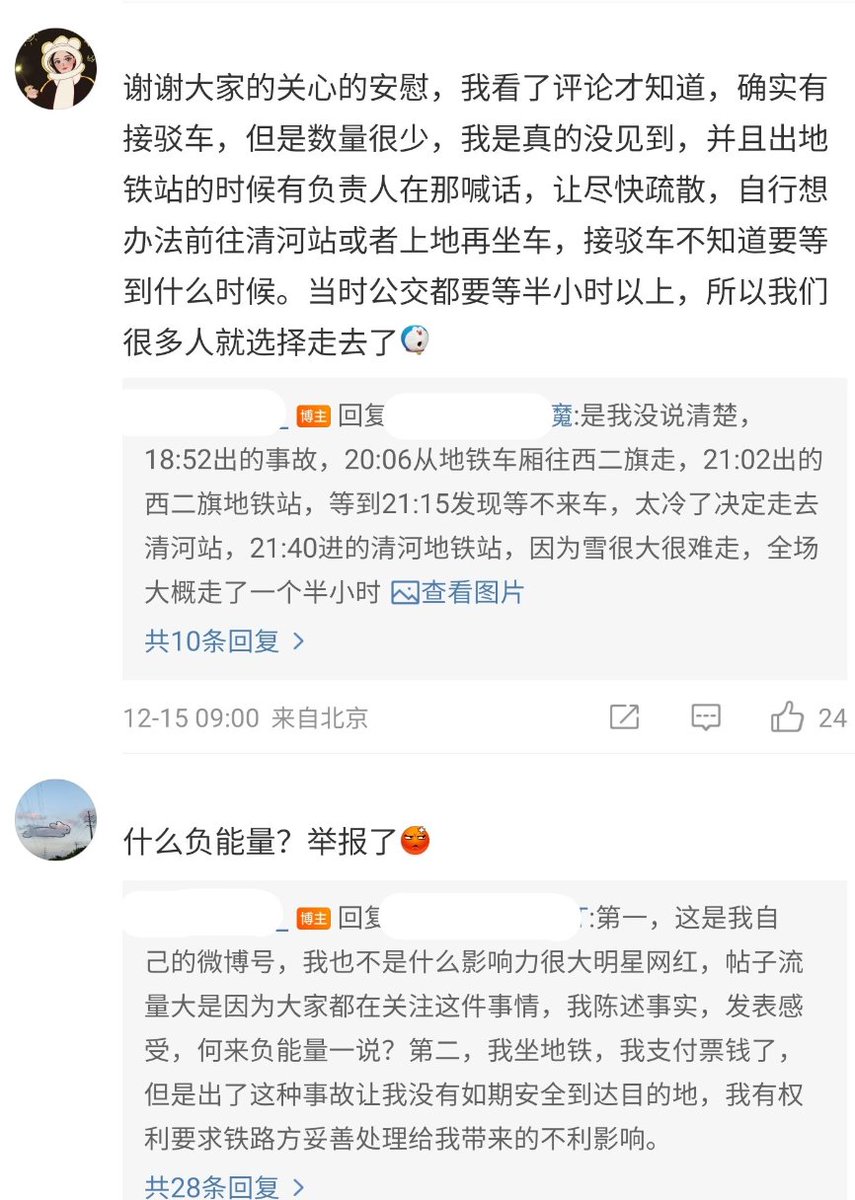 谢谢大家的关心的安慰，我看了评论才知道，确实有
接驳车，但是数量很少，我是真的没见到，并且出地
铁站的时候有负责人在那喊话，让尽快疏散，自行想
办法前往清河站或者上地再坐车，接驳车不知道要等
到什么时候。当时公交都要等半小时以上，所以我们
很多人就选择走去了
_ 博主 回复 魔:是我没说清楚，
18:52出的事故，20:06从地铁车厢往西二旗走，21:02出的
西二旗地铁站，等到21:15发现等不来车，太冷了决定走去
清河站，21:40进的清河地铁站，因为雪很大很难走，全场
大概走了一个半小时 查看图片
共10条回复 >
12-15 09:00 来自北京 24
什么负能量？举报了
_ 博主 回复 :第一，这是我自
己的微博号，我也不是什么影响力很大明星网红，帖子流
量大是因为大家都在关注这件事情，我陈述事实，发表感
受，何来负能量一说？第二，我坐地铁，我支付票钱了，
但是出了这种事故让我没有如期安全到达目的地，我有权
利要求铁路方妥善处理给我带来的不利影响。
共28条回复 >